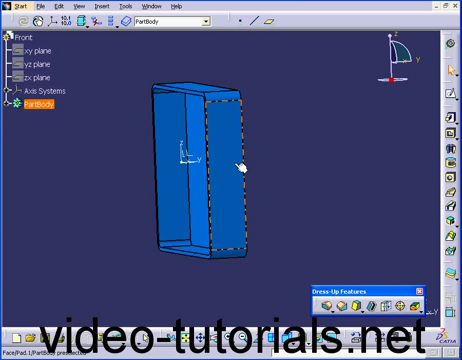 Start File Edit View Insert Tools Window Help
PartBody
Front
xy plane
yz plane
zx plane
Axis Systems
PartBody
z
x y
z
Y
Dress-Up Features
video-tutorials.net
CATIA
Face/Pad.1/PartBody preselected